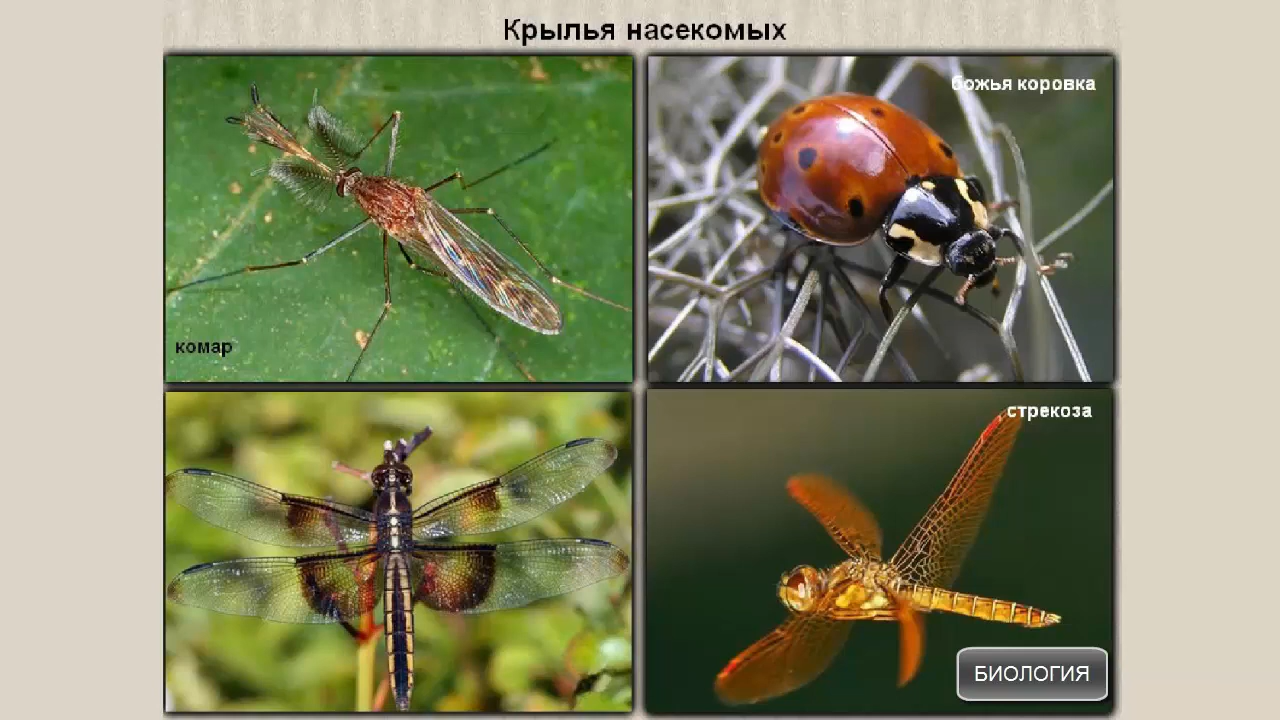 Крылья насекомых
божья коровка
комар
стрекоза
БИОЛОГИЯ